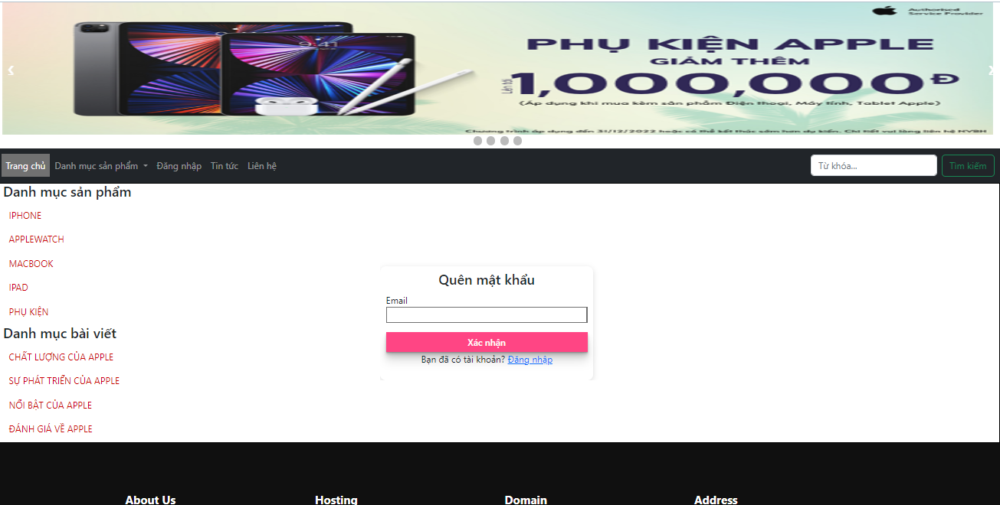 Authorised
Service Provider
9:41
PHỤ KIỆN APPLE
GIẢM THÊM
Lên tới 1,000,000Đ
(Áp dụng khi mua kèm sản phẩm Điện thoại, Máy tính, Tablet Apple)
Chương trình áp dụng đến 31/12/2022 hoặc có thể kết thúc sớm hơn dự kiến. Chi tiết vui lòng liên hệ NVBH
Trang chủ Danh mục sản phẩm Đăng nhập Tin tức Liên hệ Từ khóa... Tìm kiếm
Danh mục sản phẩm
IPHONE
APPLEWATCH
MACBOOK
IPAD
PHỤ KIỆN
Danh mục bài viết
CHẤT LƯỢNG CỦA APPLE
SỰ PHÁT TRIỂN CỦA APPLE
NỔI BẬT CỦA APPLE
ĐÁNH GIÁ VỀ APPLE
Quên mật khẩu
Email
Xác nhận
Bạn đã có tài khoản? Đăng nhập
About Us Hosting Domain Address